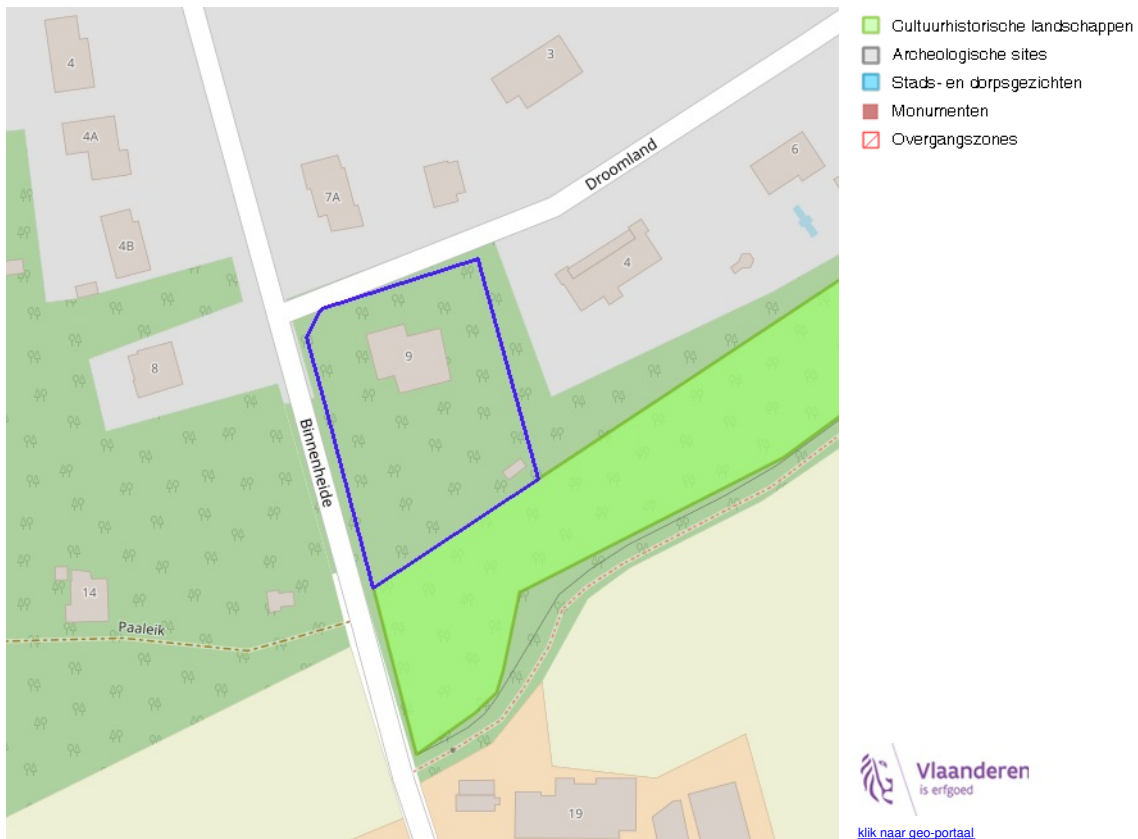 4
3
4A
7A
Droomland
6
4B
4
9
8
Binnenheide
14
Paaleik
19
Cultuurhistorische landschappen
Archeologische sites
Stads- en dorpsgezichten
Monumenten
Overgangszones
Vlaanderen
is erfgoed
klik naar geo-portaal